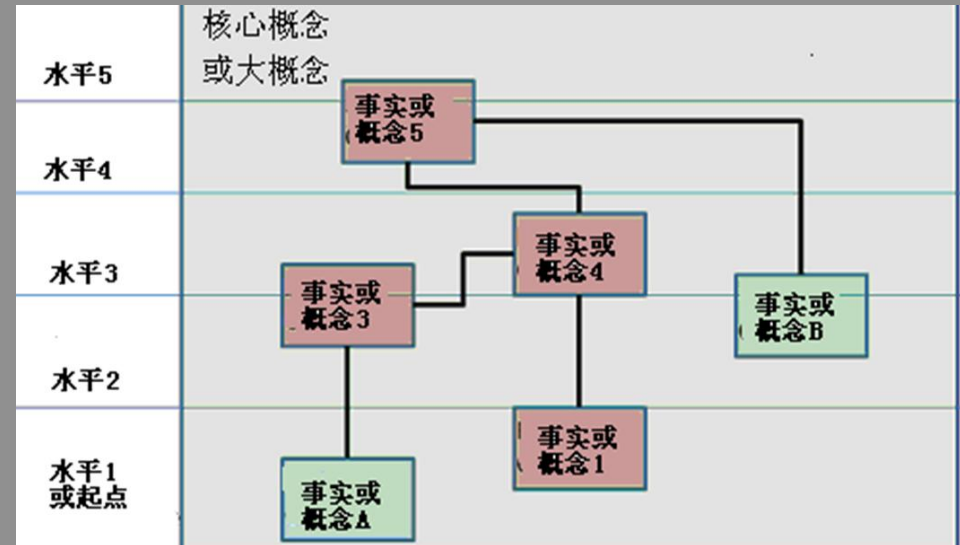 核心概念
或大概念
水平5
事实或
概念5
水平4
事实或
概念4
水平3
事实或
概念3
事实或
概念B
水平2
事实或
概念1
水平1
或起点
事实或
概念A